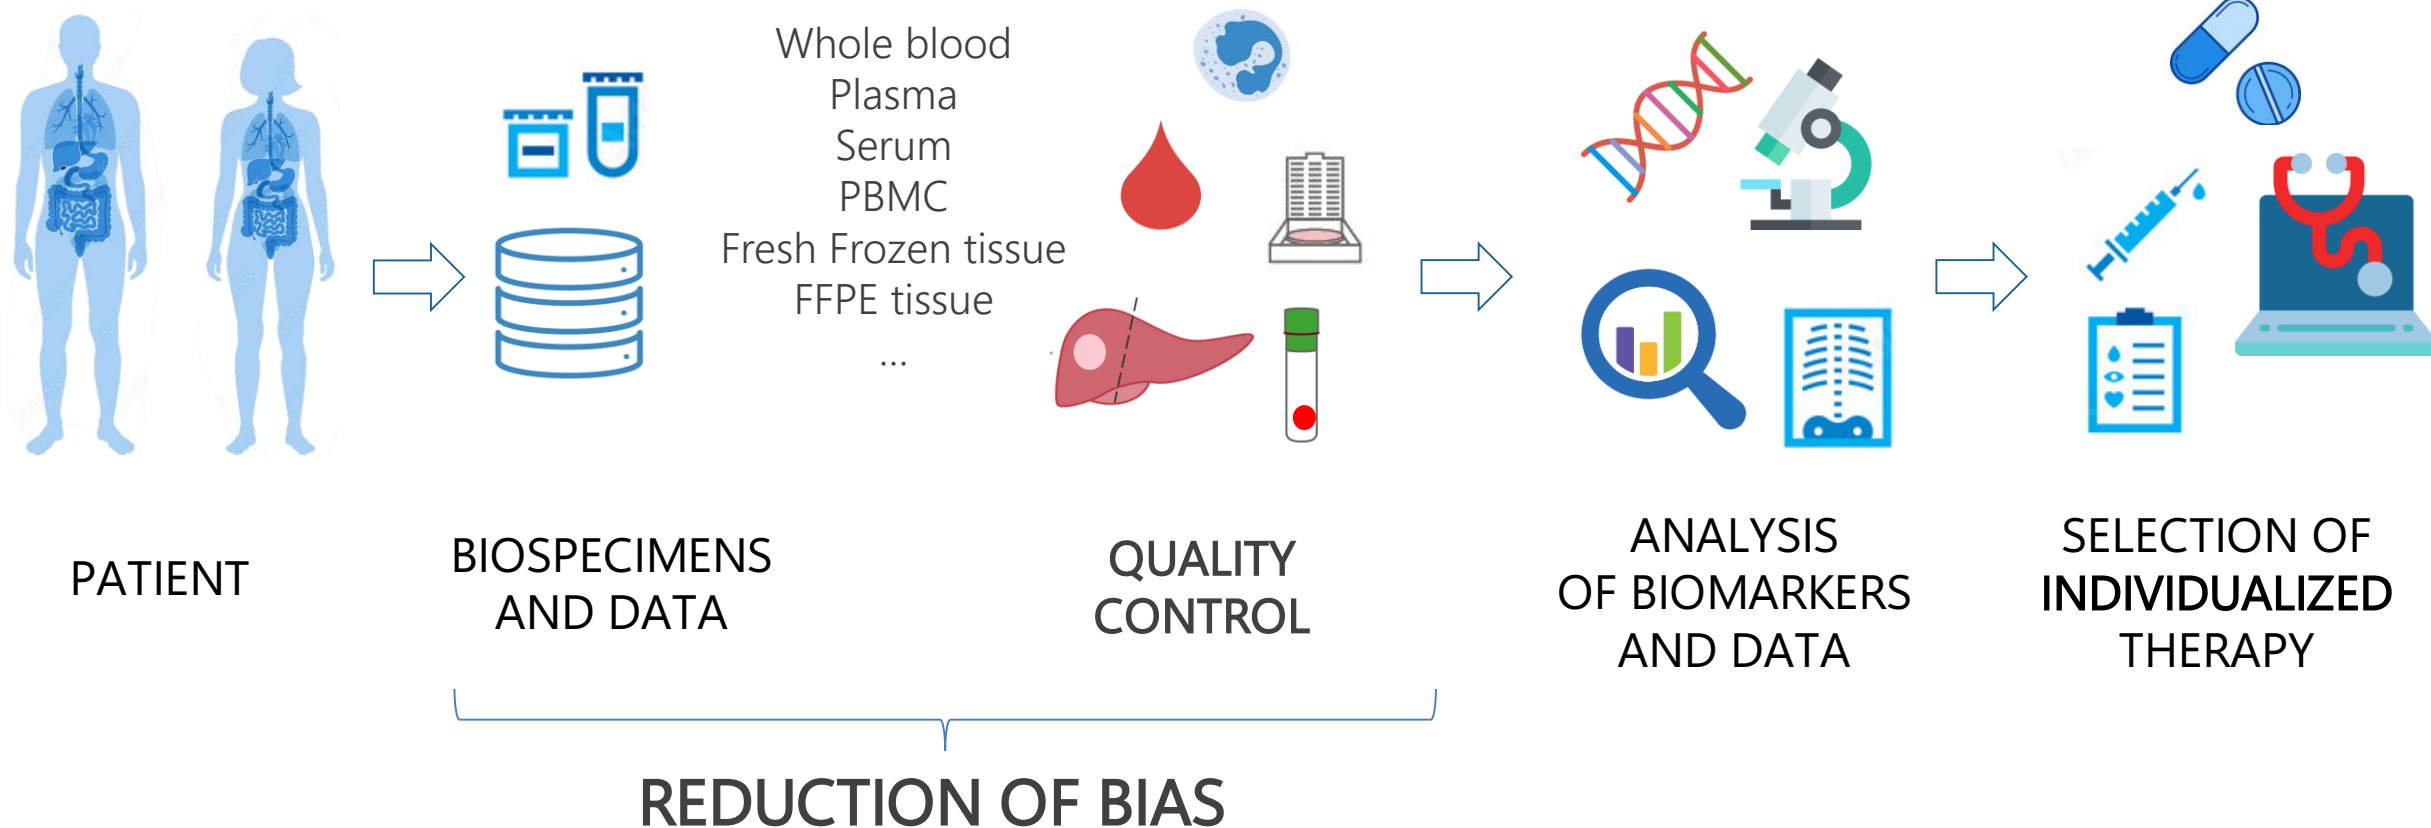 Whole blood
Plasma
Serum
PBMC
Fresh Frozen tissue
FFPE tissue
...
PATIENT
BIOSPECIMENS
AND DATA
QUALITY
CONTROL
ANALYSIS
OF BIOMARKERS
AND DATA
SELECTION OF
INDIVIDUALIZED
THERAPY
REDUCTION OF BIAS